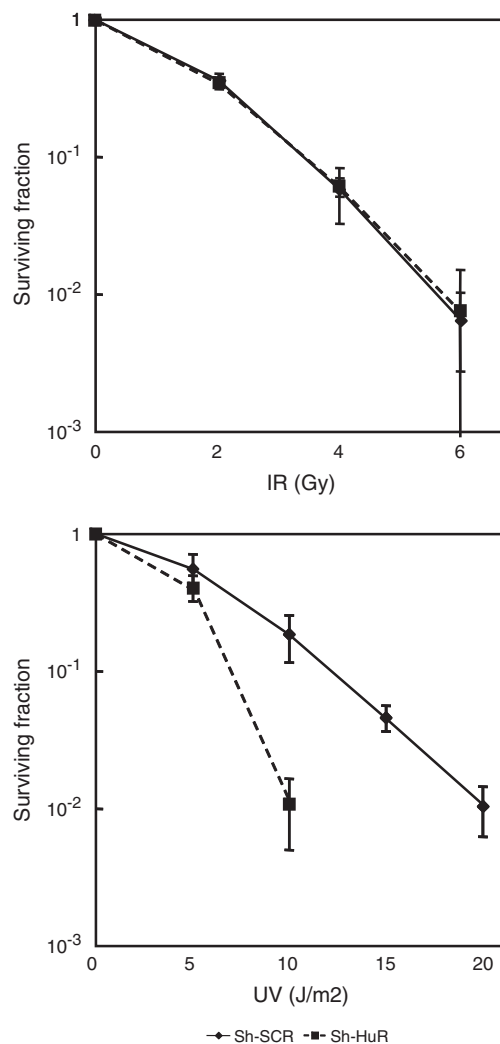 1
10-1
10-2
10-3
Surviving fraction
0 2 4 6
IR (Gy)
1
10-1
10-2
10-3
Surviving fraction
0 5 10 15 20
UV (J/m2)
Sh-SCR Sh-HuR